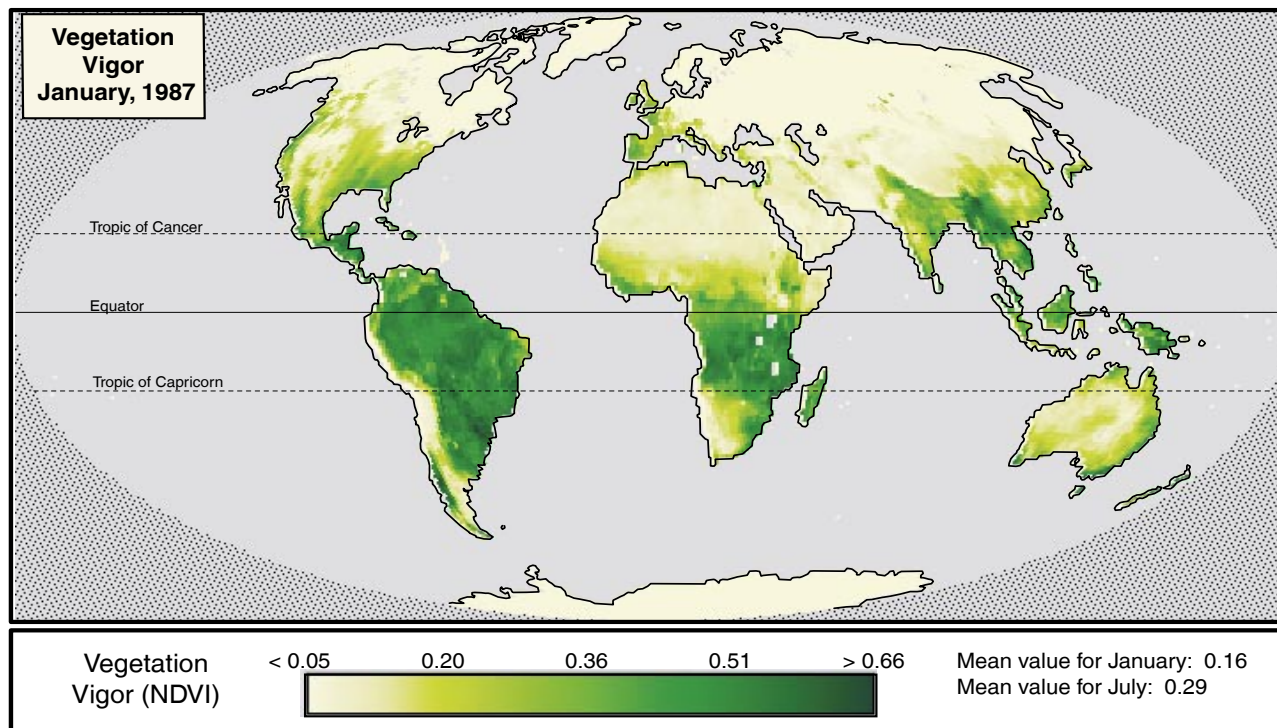 Vegetation
Vigor
January, 1987
Tropic of Cancer
Equator
Tropic of Capricorn
Vegetation
Vigor (NDVI)
< 0.05 0.20 0.36 0.51 > 0.66
Mean value for January: 0.16
Mean value for July: 0.29